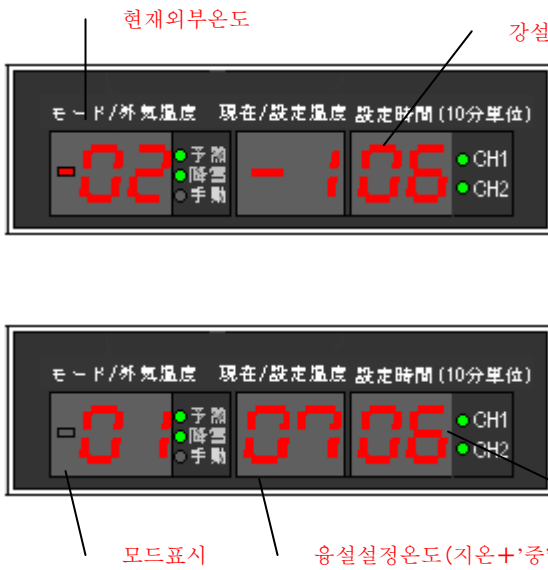 현재외부온도
강설
モード/外気温度 現在/設定温度 設定時間(10分単位)
-02 予熱 降雪 手動 -1 06 CH1 CH2
モード/外気温度 現在/設定温度 設定時間(10分単位)
01 予熱 降雪 手動 07 06 CH1 CH2
모드표시
융설설정온도(지온+'중'